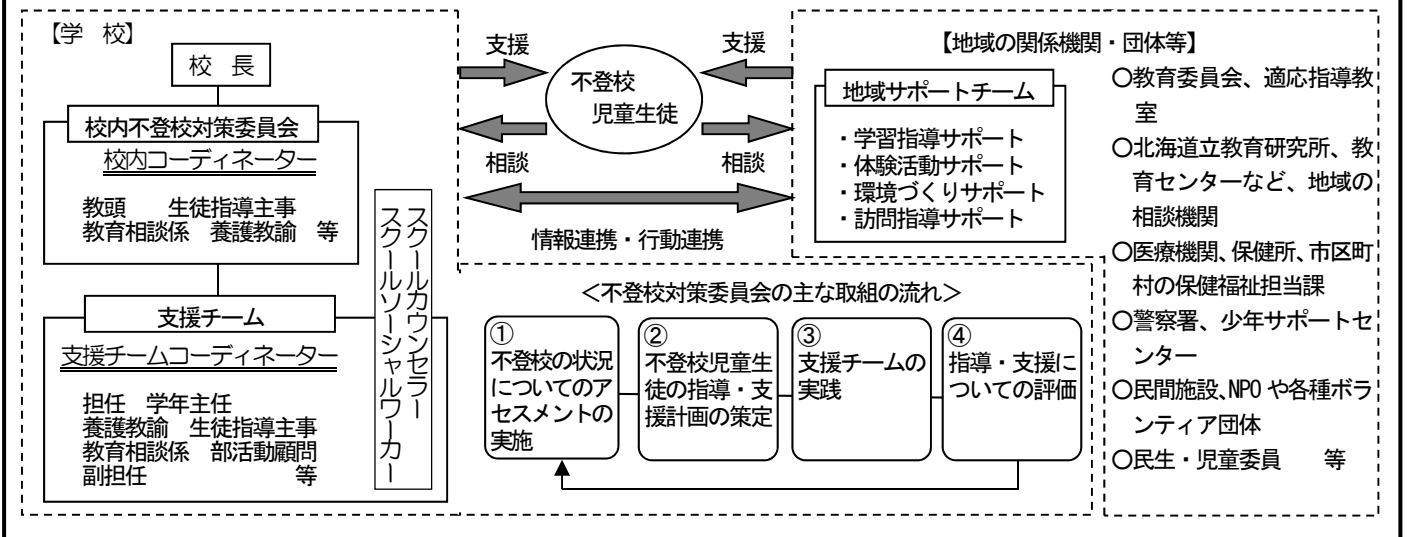 【学　校】
校　長
校内不登校対策委員会
校内コーディネーター
教頭　　生徒指導主事
教育相談係　養護教諭　等
支援チーム
支援チームコーディネーター
担任　学年主任
養護教諭　生徒指導主事
教育相談係　部活動顧問
副担任　　　　　　　等
スクールカウンセラー
スクールソーシャルワーカー
支援
支援
不登校
児童生徒
相談
相談
情報連携・行動連携
【地域の関係機関・団体等】
地域サポートチーム
・学習指導サポート
・体験活動サポート
・環境づくりサポート
・訪問指導サポート
○教育委員会、適応指導教
室
○北海道立教育研究所、教
育センターなど、地域の
相談機関
○医療機関、保健所、市区町
村の保健福祉担当課
○警察署、少年サポートセ
ンター
○民間施設、NPO や各種ボラ
ンティア団体
○民生・児童委員　　等
＜不登校対策委員会の主な取組の流れ＞
①
不登校の状況
についてのア
セスメントの
実施
②
不登校児童生
徒の指導・支
援計画の策定
③
支援チームの
実践
④
指導・支援に
ついての評価